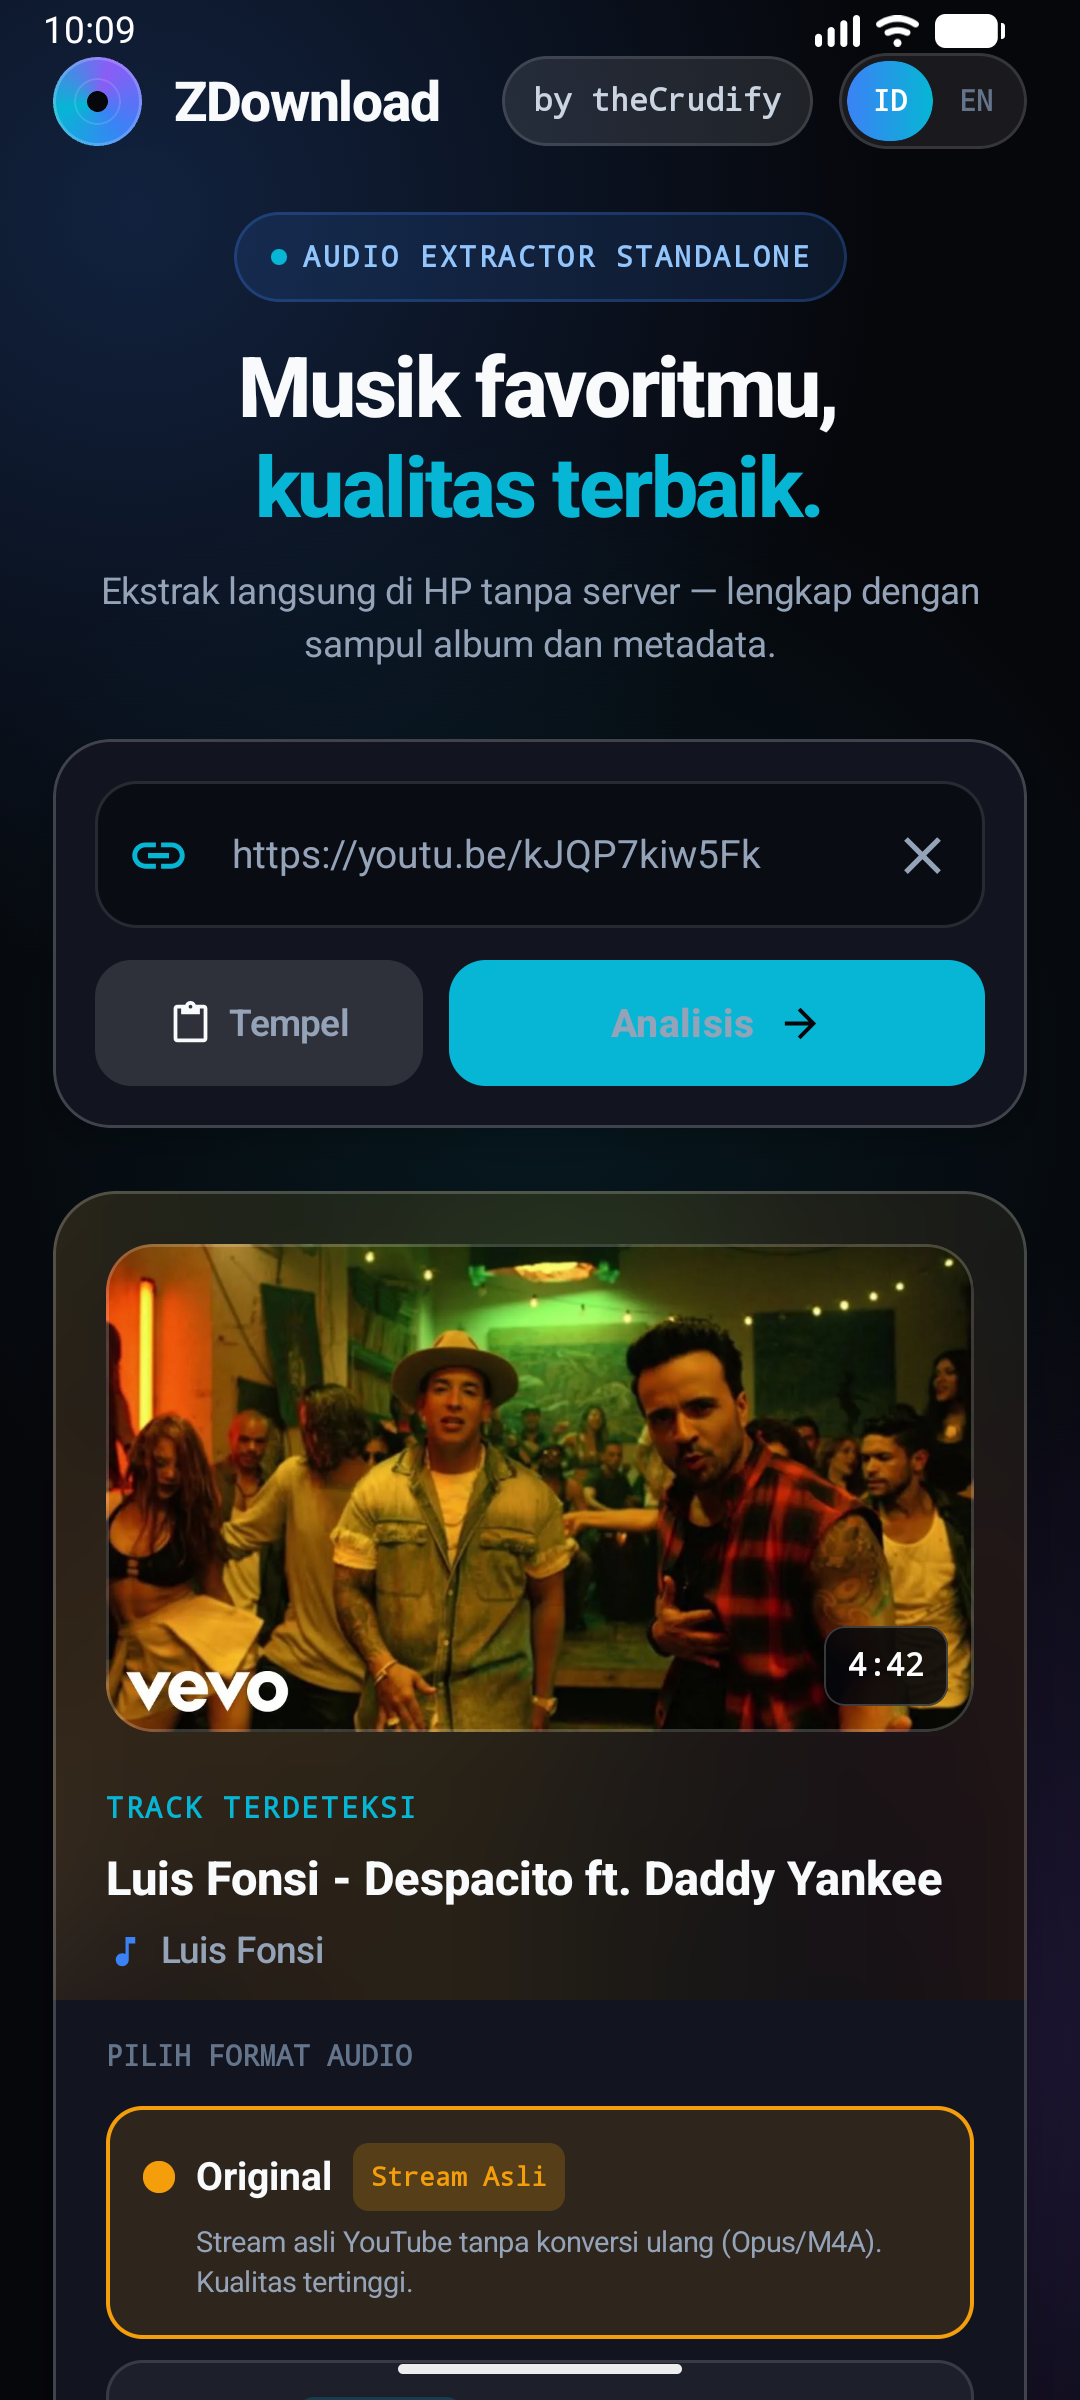 10:09
ZDownload
by theCrudify
ID EN
AUDIO EXTRACTOR STANDALONE
Musik favoritmu,
kualitas terbaik.
Ekstrak langsung di HP tanpa server — lengkap dengan
sampul album dan metadata.
https://youtu.be/kJQP7kiw5Fk
Tempel
Analisis
vevo
4:42
TRACK TERDETEKSI
Luis Fonsi - Despacito ft. Daddy Yankee
Luis Fonsi
PILIH FORMAT AUDIO
Original Stream Asli
Stream asli YouTube tanpa konversi ulang (Opus/M4A).
Kualitas tertinggi.